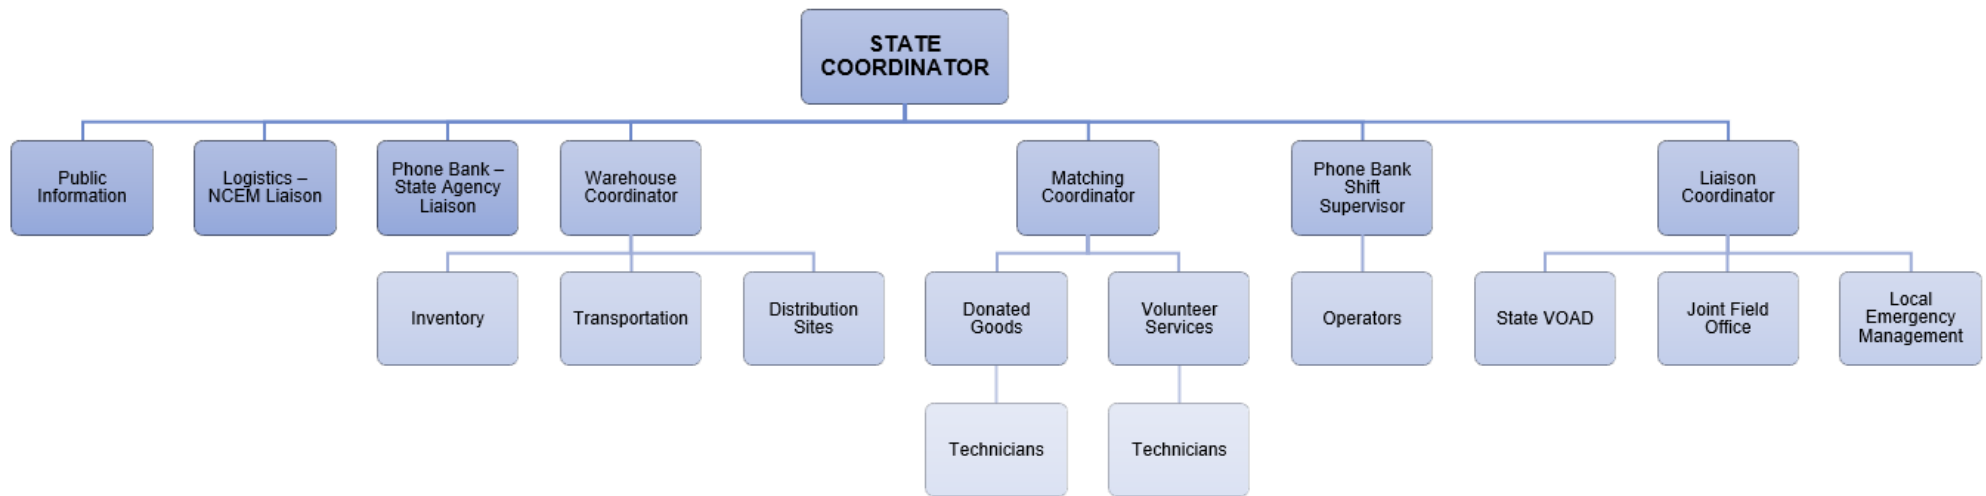 STATE
COORDINATOR
Public
Information
Logistics –
NCEM Liaison
Phone Bank –
State Agency
Liaison
Warehouse
Coordinator
Matching
Coordinator
Phone Bank
Shift
Supervisor
Liaison
Coordinator
Inventory
Transportation
Distribution
Sites
Donated
Goods
Volunteer
Services
Operators
State VOAD
Joint Field
Office
Local
Emergency
Management
Technicians
Technicians